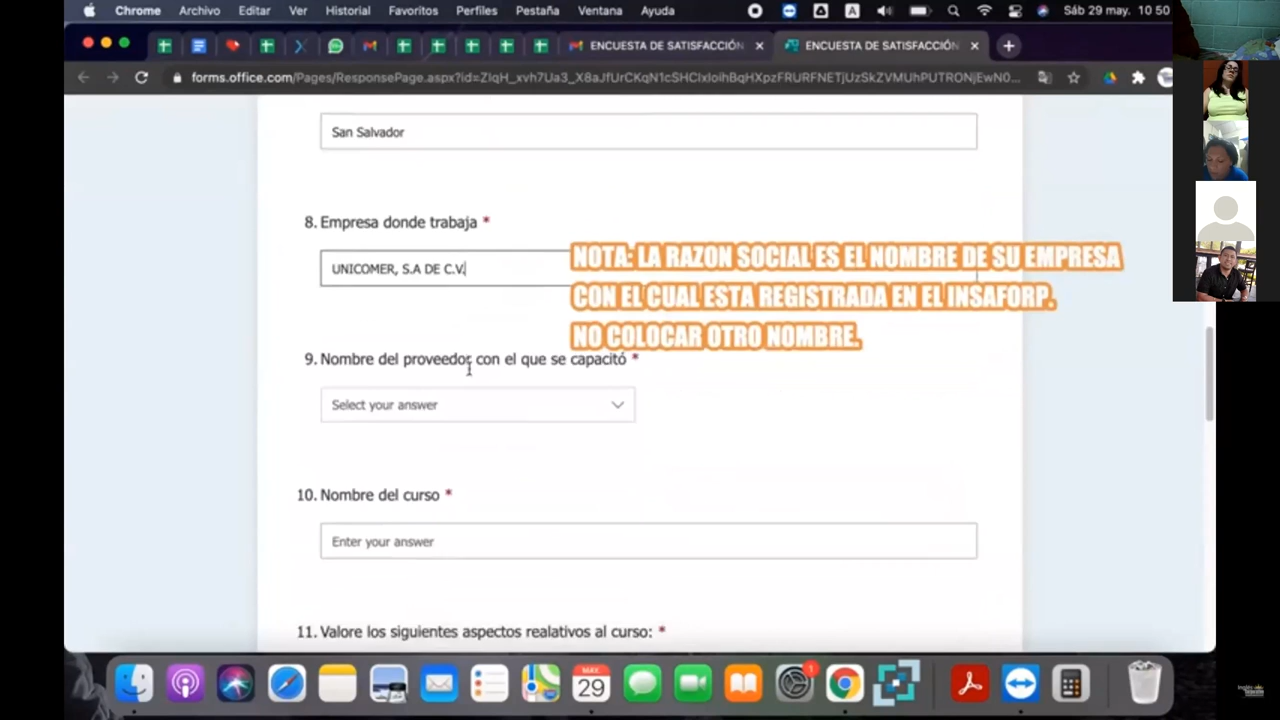 Chrome Archivo Editar Ver Historial Favoritos Perfiles Pestaña Ventana Ayuda
Sáb 29 may. 10 50
ENCUESTA DE SATISFACCIÓN
ENCUESTA DE SATISFACCIÓN
San Salvador
8. Empresa donde trabaja *
UNICOMER, S.A DE C.V.
NOTA: LA RAZON SOCIAL ES EL NOMBRE DE SU EMPRESA
CON EL CUAL ESTA REGISTRADA EN EL INSAFORP.
NO COLOCAR OTRO NOMBRE.
9. Nombre del proveedor con el que se capacitó *
Select your answer
10. Nombre del curso *
Enter your answer
11. Valore los siguientes aspectos realativos al curso: *
MAY.
29
1